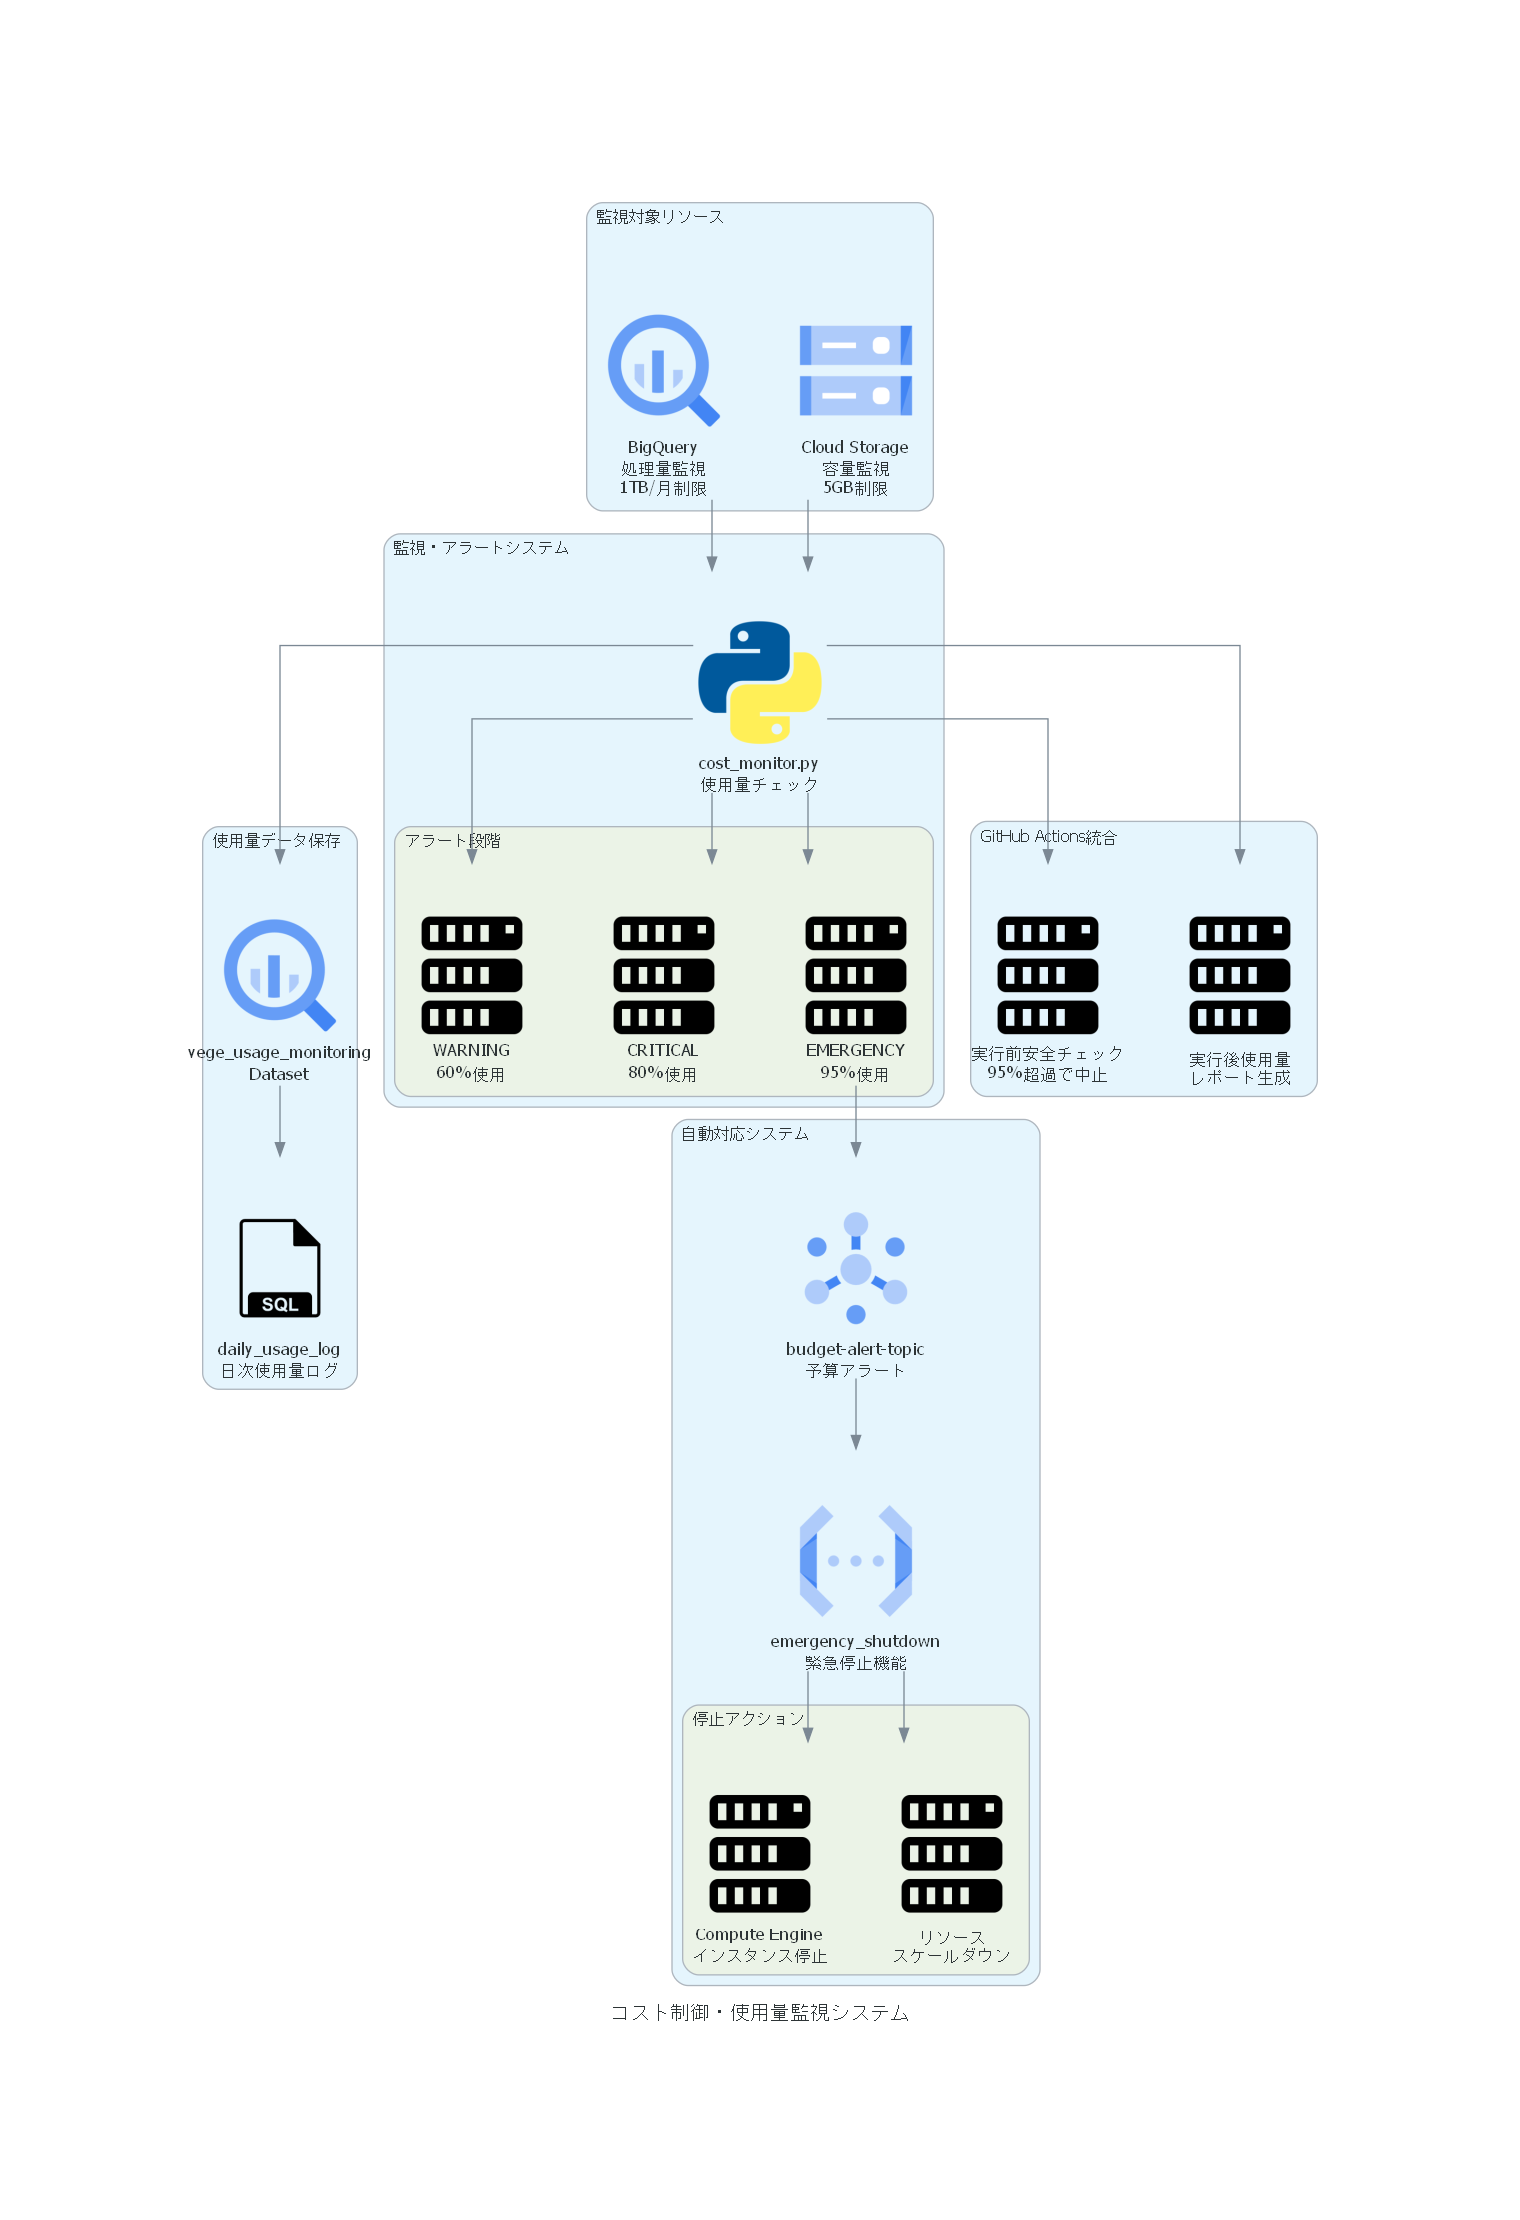 監視対象リソース
BigQuery
処理量監視
1TB/月制限
Cloud Storage
容量監視
5GB制限
監視・アラートシステム
cost_monitor.py
使用量チェック
使用量データ保存
vege_usage_monitoring
Dataset
アラート段階
WARNING
60%使用
CRITICAL
80%使用
EMERGENCY
95%使用
GitHub Actions統合
実行前安全チェック
95%超過で中止
実行後使用量
レポート生成
SQL
daily_usage_log
日次使用量ログ
自動対応システム
budget-alert-topic
予算アラート
emergency_shutdown
緊急停止機能
停止アクション
Compute Engine
インスタンス停止
リソース
スケールダウン
コスト制御・使用量監視システム